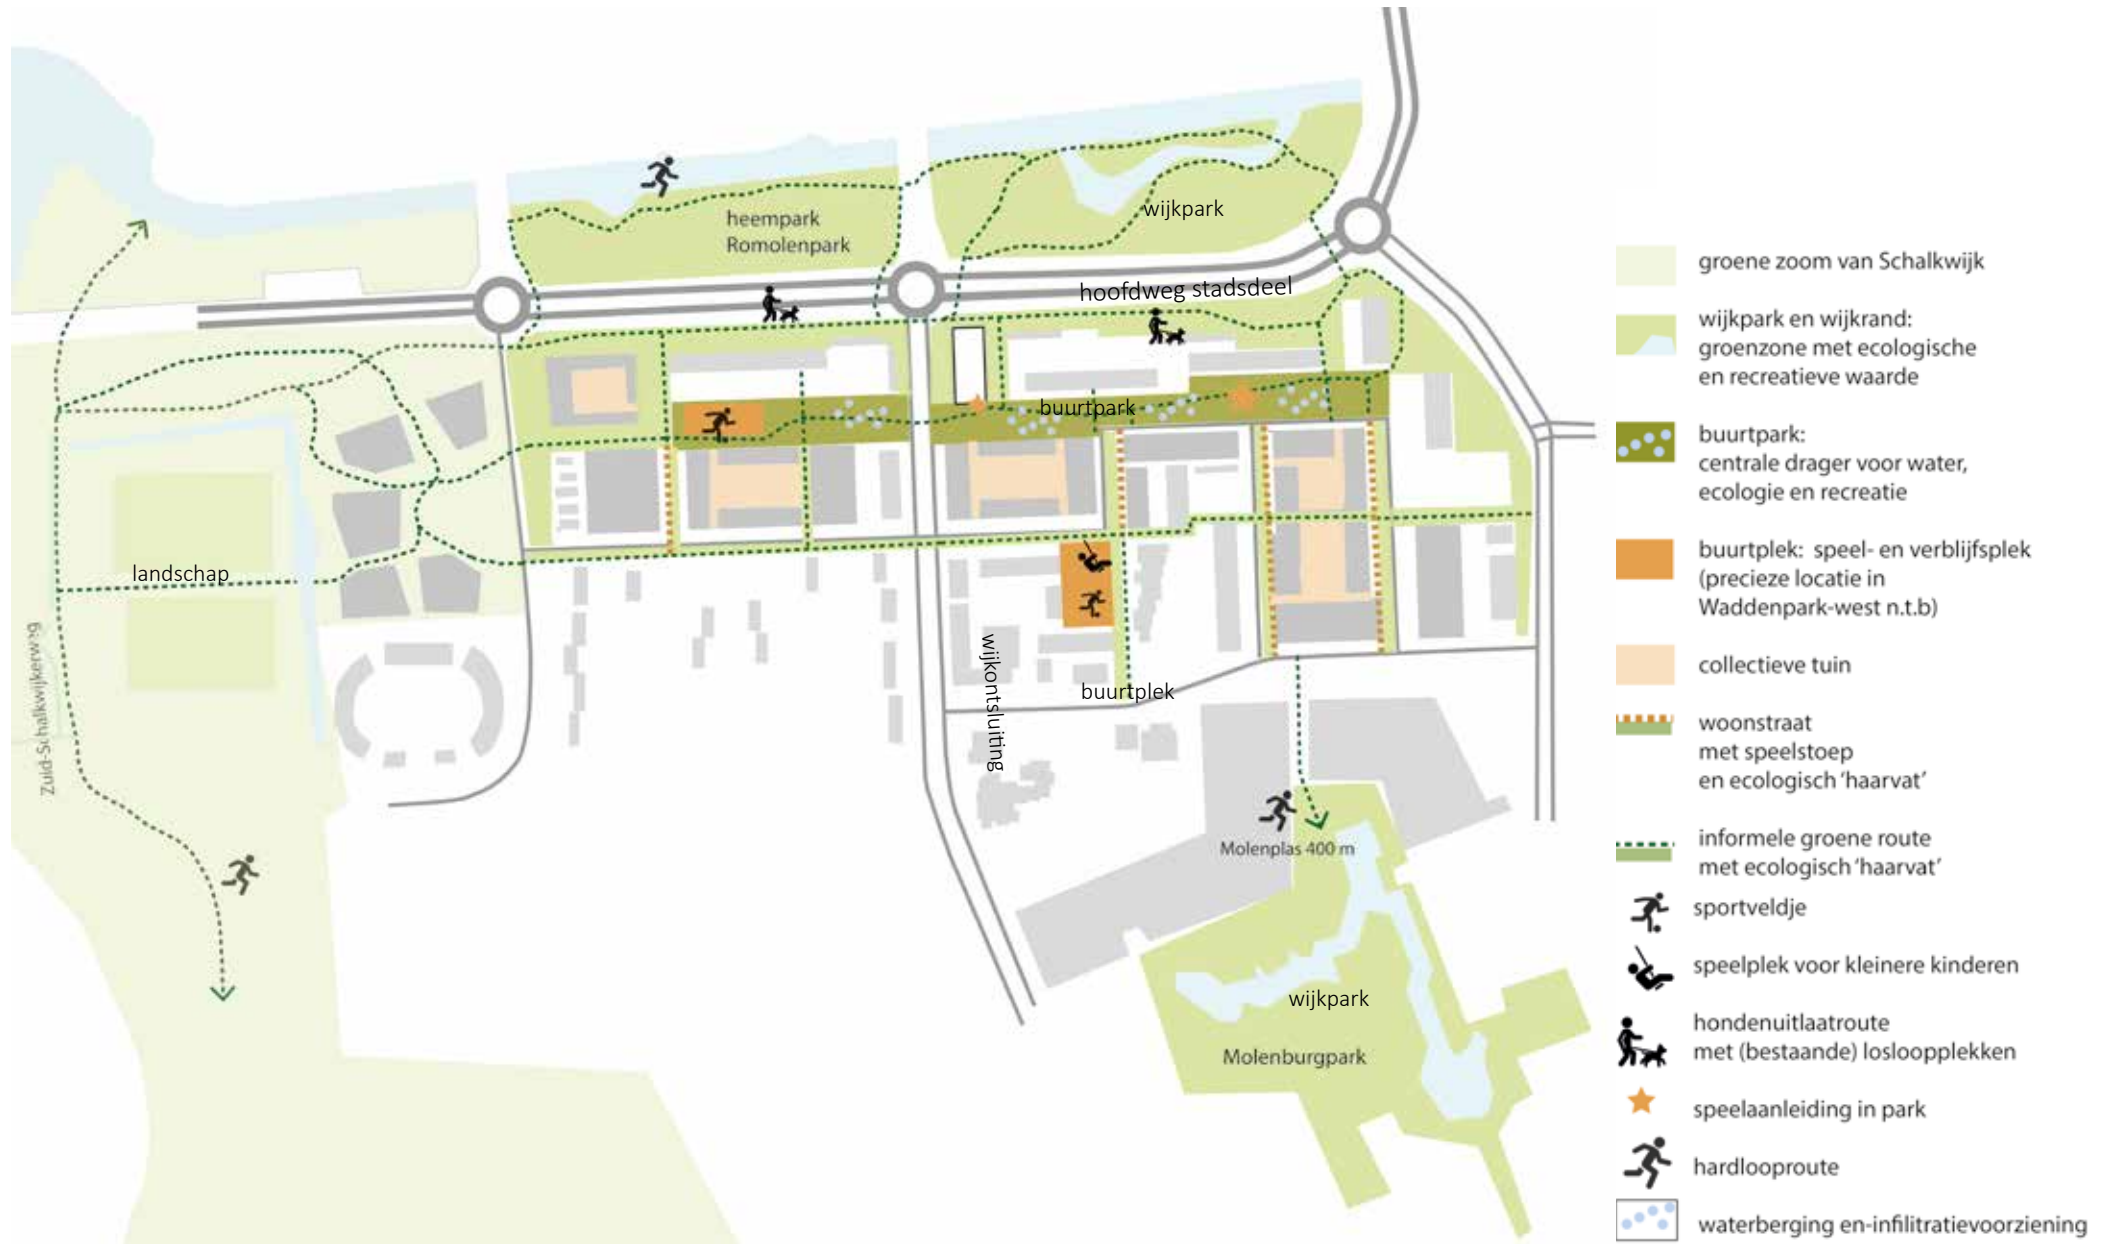 heempark
Romolenpark
wijkpark
hoofdweg stadsdeel
buurtpark
landschap
Zuid-Schalkwijkerweg
wijkontsluiting
buurtplek
Molenplas 400 m
wijkpark
Molenburgpark
groene zoom van Schalkwijk
wijkpark en wijkrand:
groenzone met ecologische
en recreatieve waarde
buurtpark:
centrale drager voor water,
ecologie en recreatie
buurtplek: speel- en verblijfsplek
(precieze locatie in
Waddenpark-west n.t.b)
collectieve tuin
woonstraat
met speelstoep
en ecologisch ‘haarvat’
informele groene route
met ecologisch ‘haarvat’
sportveldje
speelplek voor kleinere kinderen
hondenuitlaatroute
met (bestaande) losloopplekken
speelaanleiding in park
hardlooproute
waterberging en-infilitratievoorziening